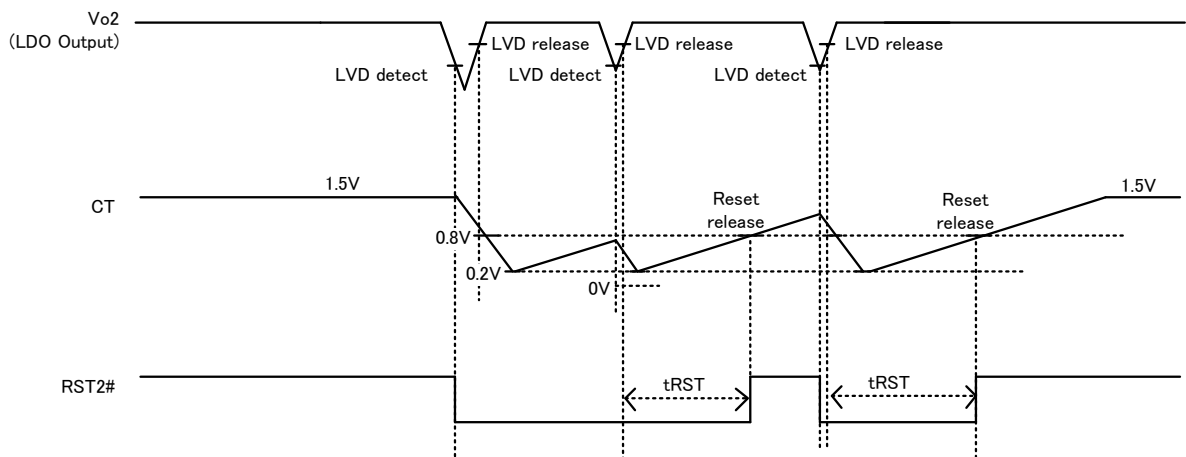 Vo2
(LDO Output)
LVD release
LVD release
LVD release
LVD detect
LVD detect
LVD detect
1.5V
Reset
release
Reset
release
1.5V
CT
0.8V
0.2V
0V
RST2#
tRST
tRST